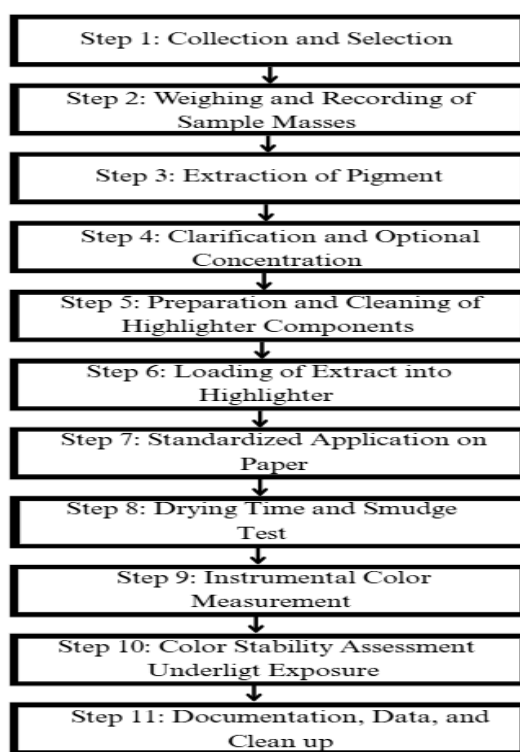 Step 1: Collection and Selection
Step 2: Weighing and Recording of
Sample Masses
Step 3: Extraction of Pigment
Step 4: Clarification and Optional
Concentration
Step 5: Preparation and Cleaning of
Highlighter Components
Step 6: Loading of Extract into
Highlighter
Step 7: Standardized Application on
Paper
Step 8: Drying Time and Smudge
Test
Step 9: Instrumental Color
Measurement
Step 10: Color Stability Assessment
Underligt Exposure
Step 11: Documentation, Data, and
Clean up